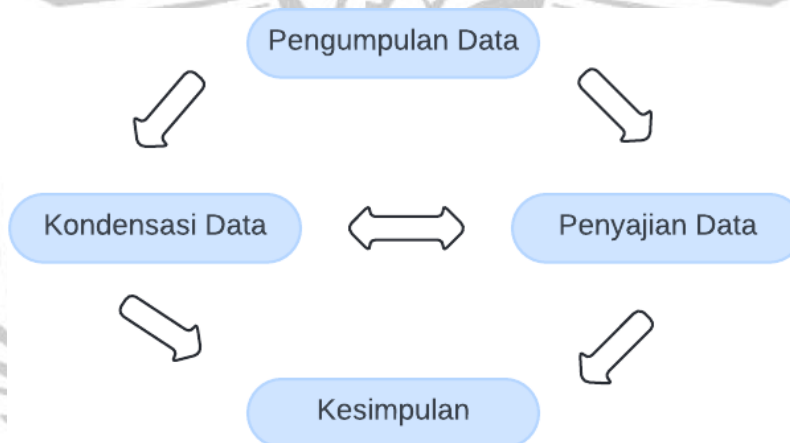 Pengumpulan Data
Kondensasi Data
Penyajian Data
Kesimpulan